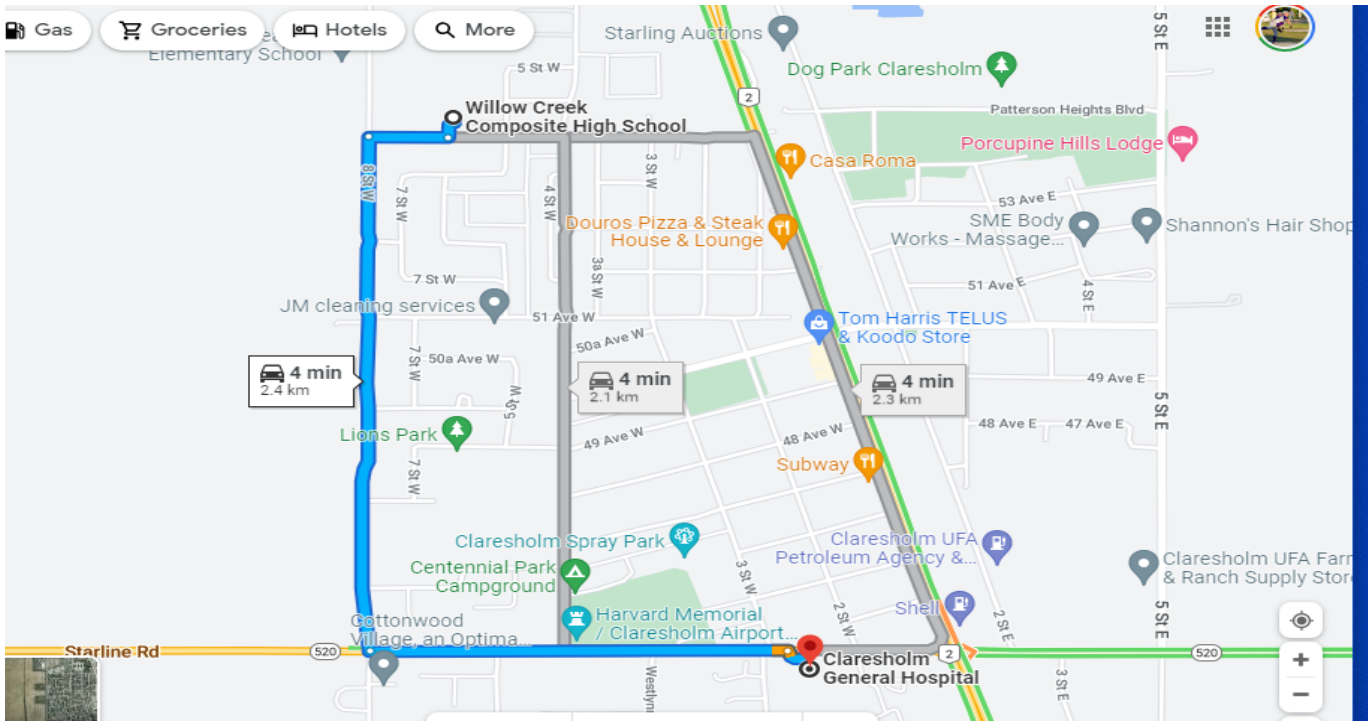 Gas
Groceries
Hotels
More
Elementary School
5 St W
Starling Auctions
5 St E
2
Dog Park Claresholm
Patterson Heights Blvd
Willow Creek
Composite High School
Porcupine Hills Lodge
Casa Roma
8 St W
7 St W
4 St W
3 St W
53 Ave E
Douros Pizza & Steak
House & Lounge
SME Body
Works - Massage...
Shannon's Hair Shop
3a St W
7 St W
51 Ave E
4 St E
JM cleaning services
51 Ave W
Tom Harris TELUS
& Koodo Store
50a Ave W
7 St W
50a Ave W
4 min
2.4 km
4 min
2.1 km
4 min
2.3 km
49 Ave E
5 St W
5 St E
Lions Park
49 Ave W
48 Ave W
48 Ave E
47 Ave E
7 St W
Subway
Claresholm Spray Park
Claresholm UFA
Petroleum Agency &...
Centennial Park
Campground
3 St W
Claresholm UFA Farr
& Ranch Supply Store
2 St W
Shell
2 St E
5 St E
Harvard Memorial
/ Claresholm Airport...
Cottonwood
Village, an Optima...
Starline Rd
520
2
520
Claresholm
General Hospital
Westlynn
3 St E